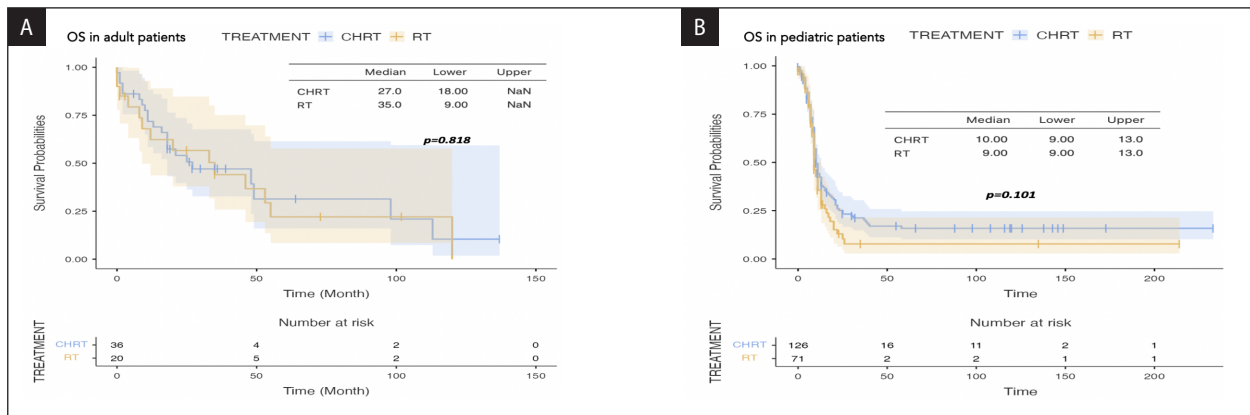 A
OS in adult patients
TREATMENT CHRT RT
Median Lower Upper
CHRT 27.0 18.00 NaN
RT 35.0 9.00 NaN
p=0.818
Survival Probabilities
1.00
0.75
0.50
0.25
0.00
0 50 100 150
Time (Month)
Number at risk
TREATMENT
CHRT 36 4 2 0
RT 20 5 2 0
0 50 100 150
Time (Month)
B
OS in pediatric patients
TREATMENT CHRT RT
Median Lower Upper
CHRT 10.00 9.00 13.0
RT 9.00 9.00 13.0
p=0.101
Survival Probabilities
1.00
0.75
0.50
0.25
0.00
0 50 100 150 200
Time
Number at risk
TREATMENT
CHRT 126 16 11 2 1
RT 71 2 2 1 1
0 50 100 150 200
Time